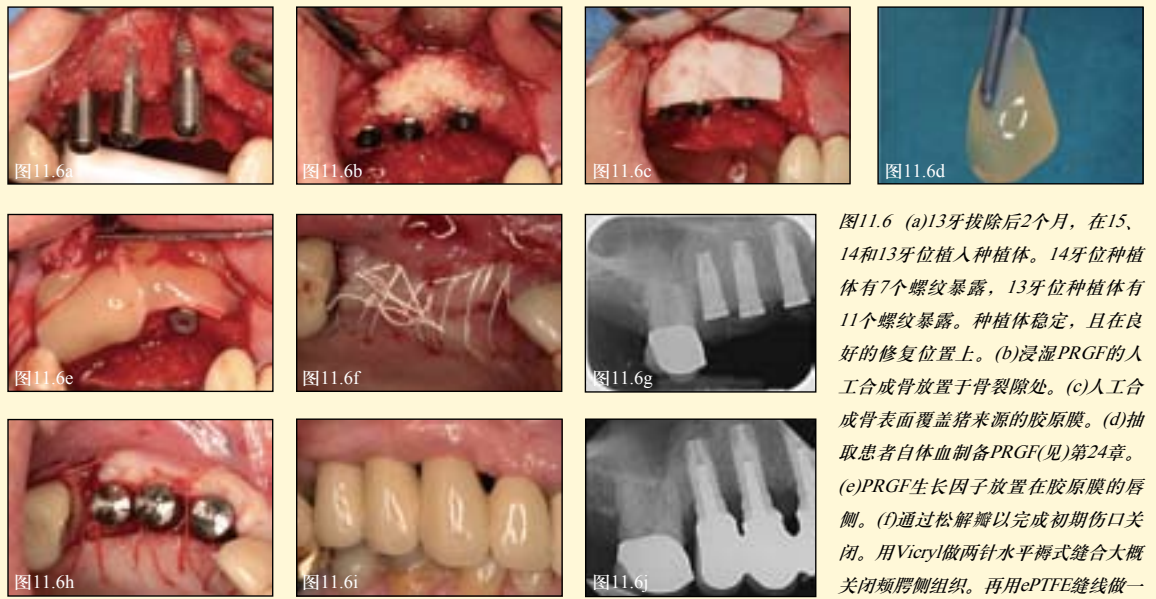 图11.6a
图11.6b
图11.6c
图11.6d
图11.6e
图11.6f
图11.6g
图11.6h
图11.6i
图11.6j
图11.6 (a)13牙拔除后2个月，在15、
14和13牙位植入种植体。14牙位种植
体有7个螺纹暴露，13牙位种植体有
11个螺纹暴露。种植体稳定，且在良
好的修复位置上。(b)浸湿PRGF的人
工合成骨放置于骨裂隙处。(c)人工合
成骨表面覆盖猪来源的胶原膜。(d)抽
取患者自体血制备PRGF(见)第24章。
(e)PRGF生长因子放置在胶原膜的唇
侧。(f)通过松解瓣以完成初期伤口关
闭。用Vicryl做两针水平褥式缝合大概
关闭颊腭侧组织。再用ePTFE缝线做一